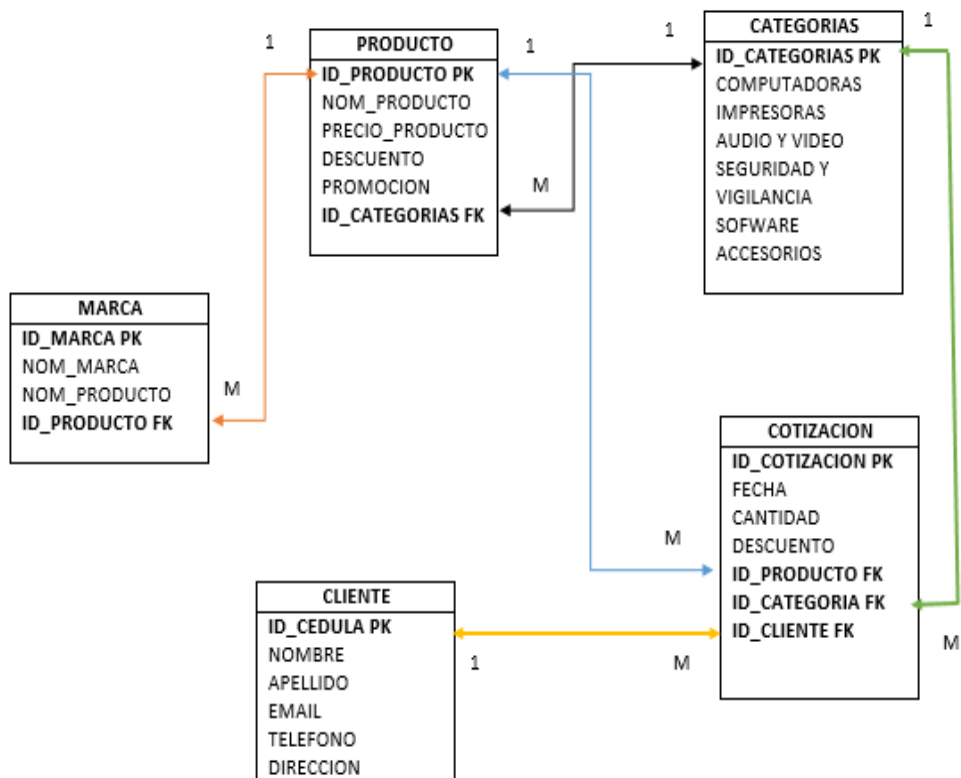 PRODUCTO
ID_PRODUCTO PK
NOM_PRODUCTO
PRECIO_PRODUCTO
DESCUENTO
PROMOCION
ID_CATEGORIAS FK
1
1
M
1
CATEGORIAS
ID_CATEGORIAS PK
COMPUTADORAS
IMPRESORAS
AUDIO Y VIDEO
SEGURIDAD Y
VIGILANCIA
SOFWARE
ACCESORIOS
1
MARCA
ID_MARCA PK
NOM_MARCA
NOM_PRODUCTO
ID_PRODUCTO FK
M
COTIZACION
ID_COTIZACION PK
FECHA
CANTIDAD
DESCUENTO
ID_PRODUCTO FK
ID_CATEGORIA FK
ID_CLIENTE FK
M
M
M
CLIENTE
ID_CEDULA PK
NOMBRE
APELLIDO
EMAIL
TELEFONO
DIRECCION
1